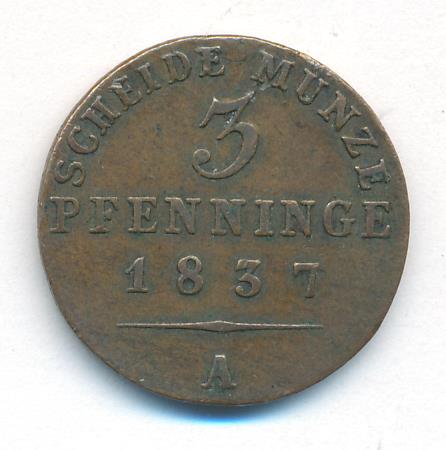 SCHEIDE MÜNZE
3
PFENNINGE
1837
A